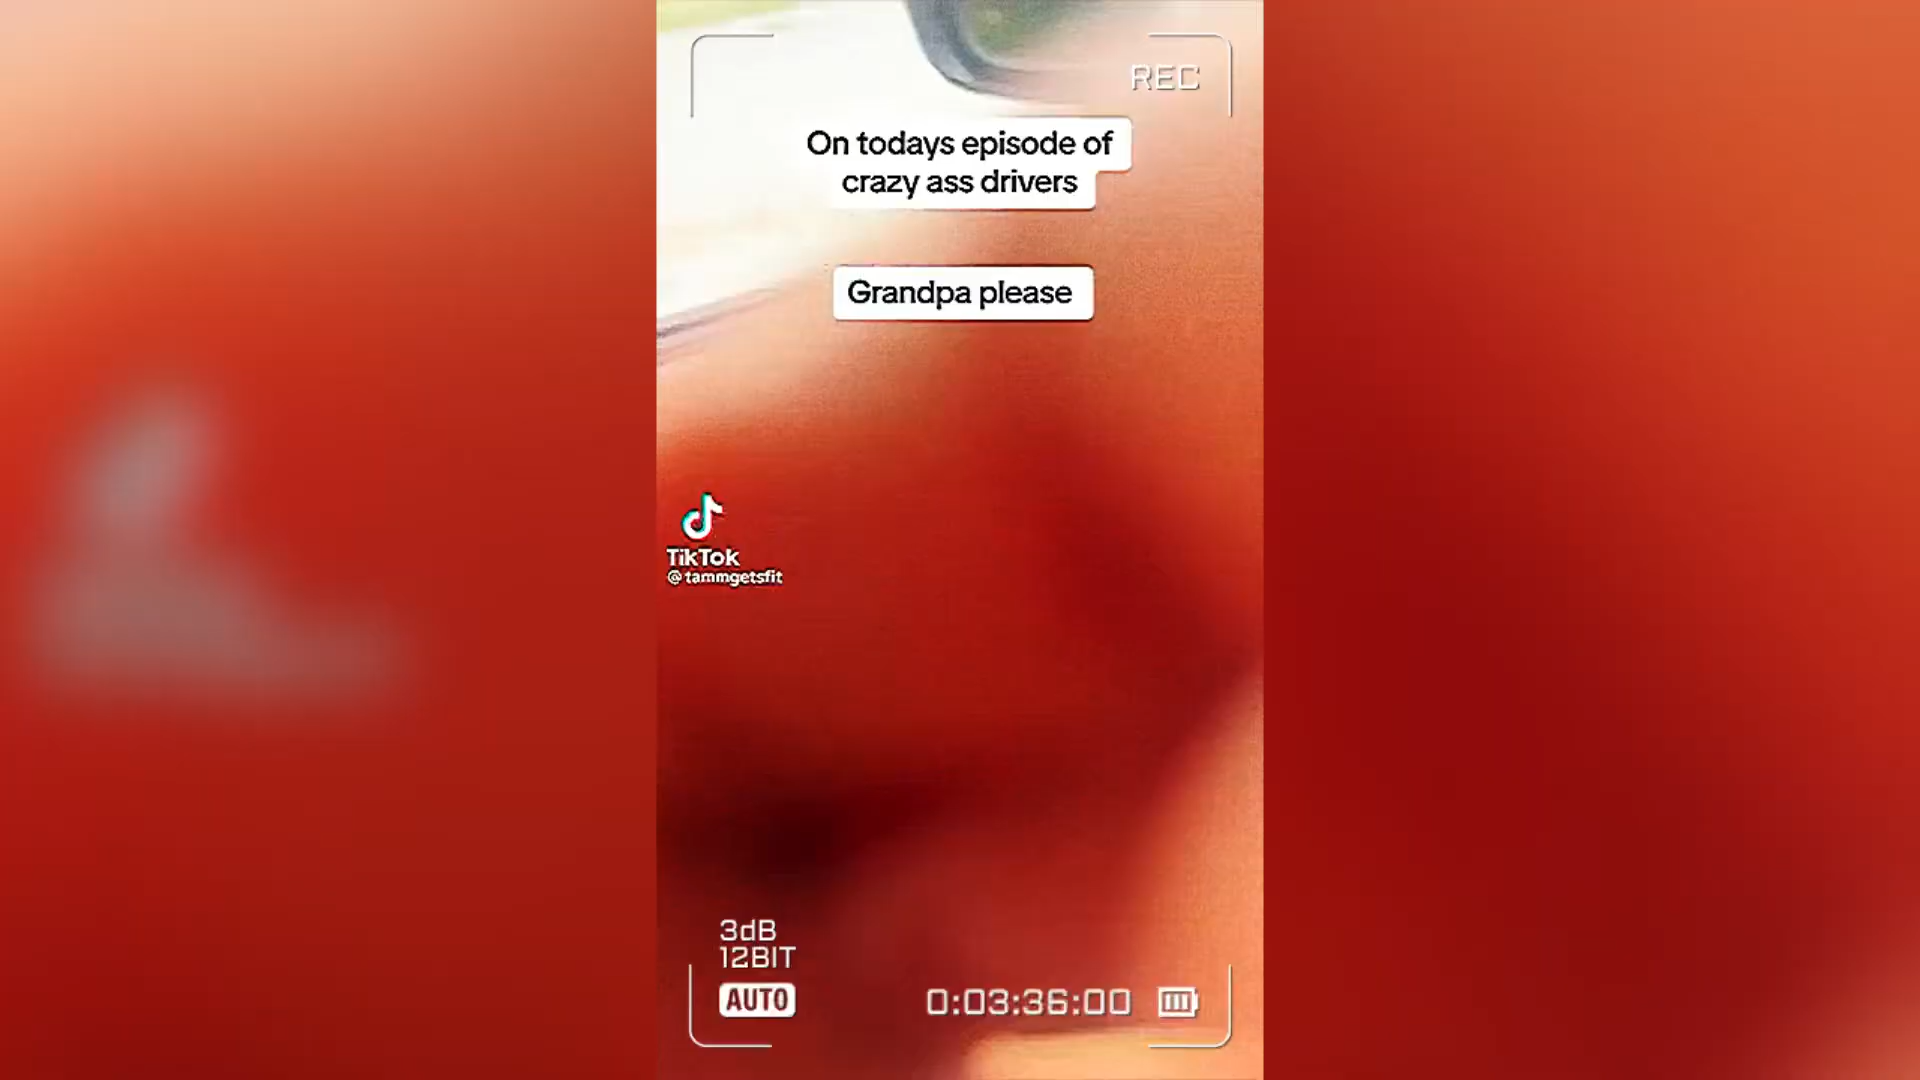 REC
On todays episode of
crazy ass drivers
Grandpa please
TikTok
@tammgetsfit
3dB
12BIT
AUTO
0:03:36:00